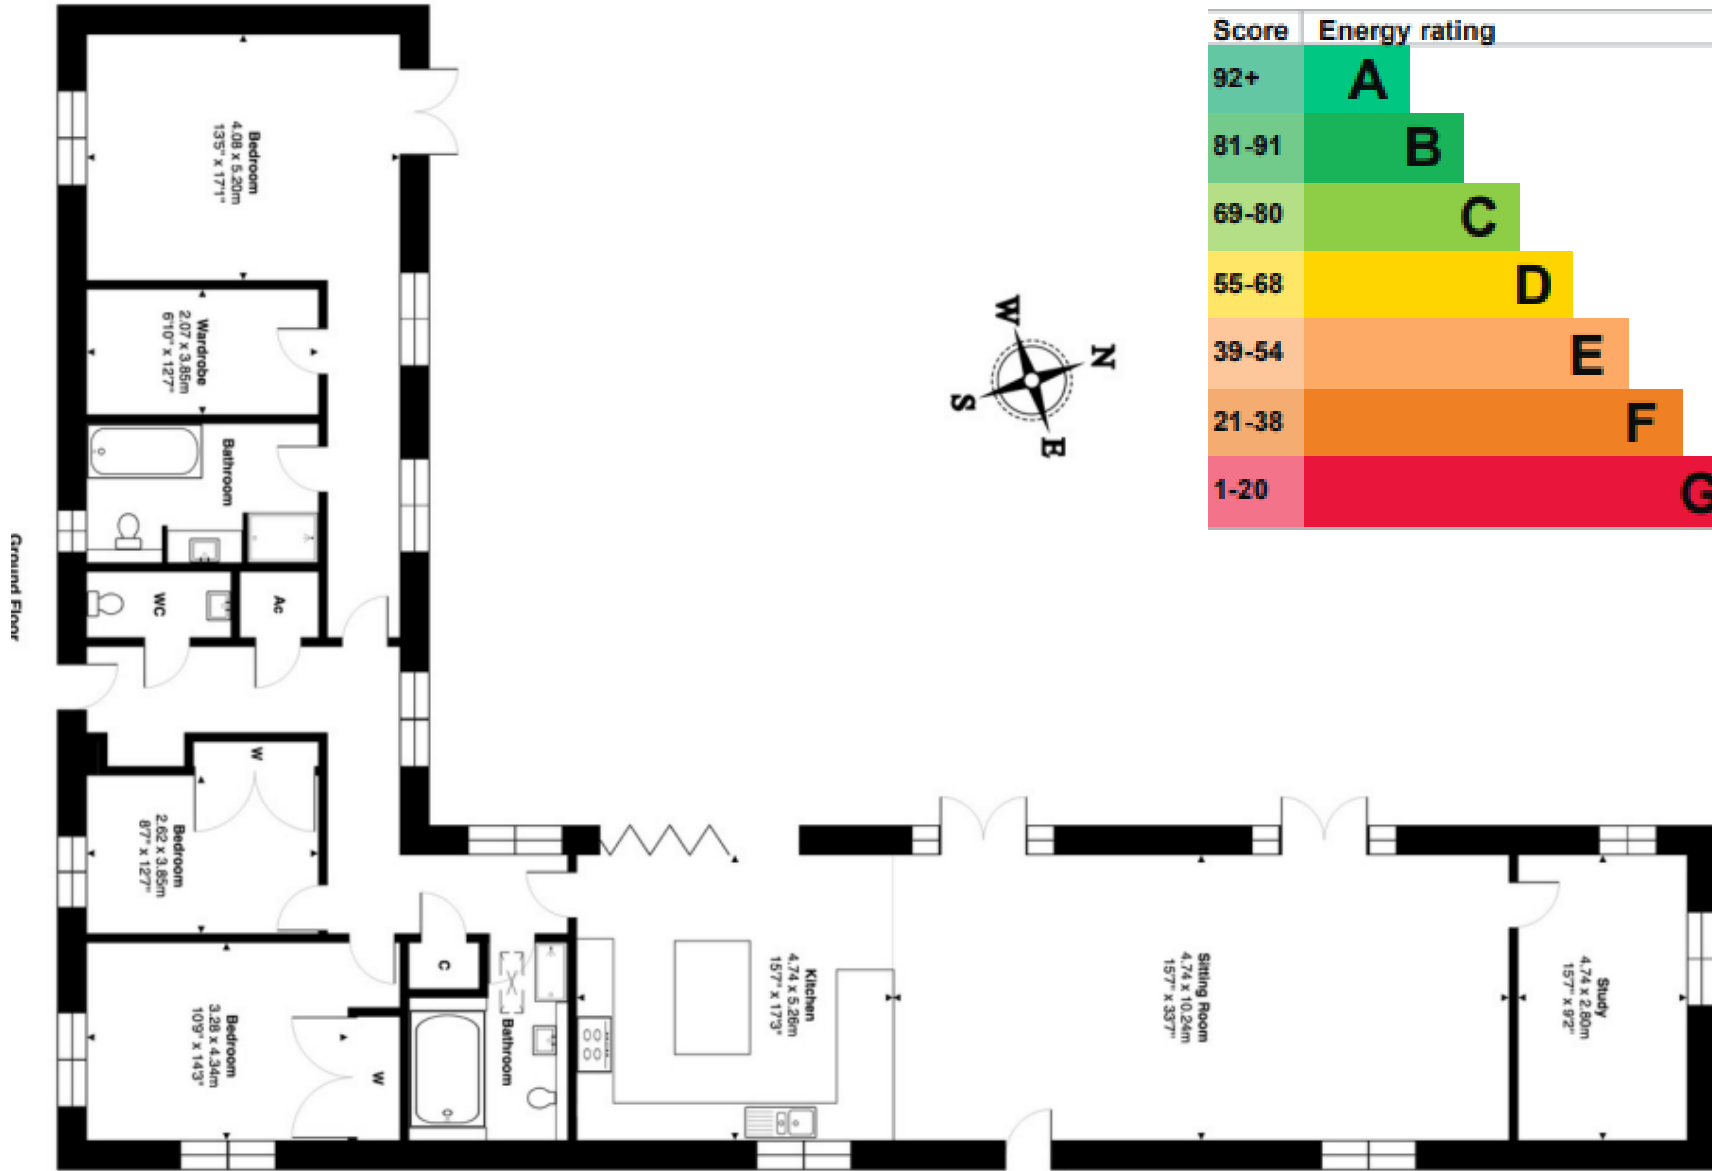 Score Energy rating
92+ A
81-91 B
69-80 C
55-68 D
39-54 E
21-38 F
1-20 G
N
E
S
W
Bedroom
4.08 x 5.20m
13'5" x 17'1"
Wardrobe
2.07 x 3.85m
6'10" x 12'7"
Bathroom
WC
Ac
W
Bedroom
2.62 x 3.85m
8'7" x 12'7"
Bedroom
3.28 x 4.34m
10'9" x 14'3"
W
C
Bathroom
Kitchen
4.74 x 5.26m
15'7" x 17'3"
Sitting Room
4.74 x 10.24m
15'7" x 33'7"
Study
4.74 x 2.80m
15'7" x 9'2"
Ground Floor